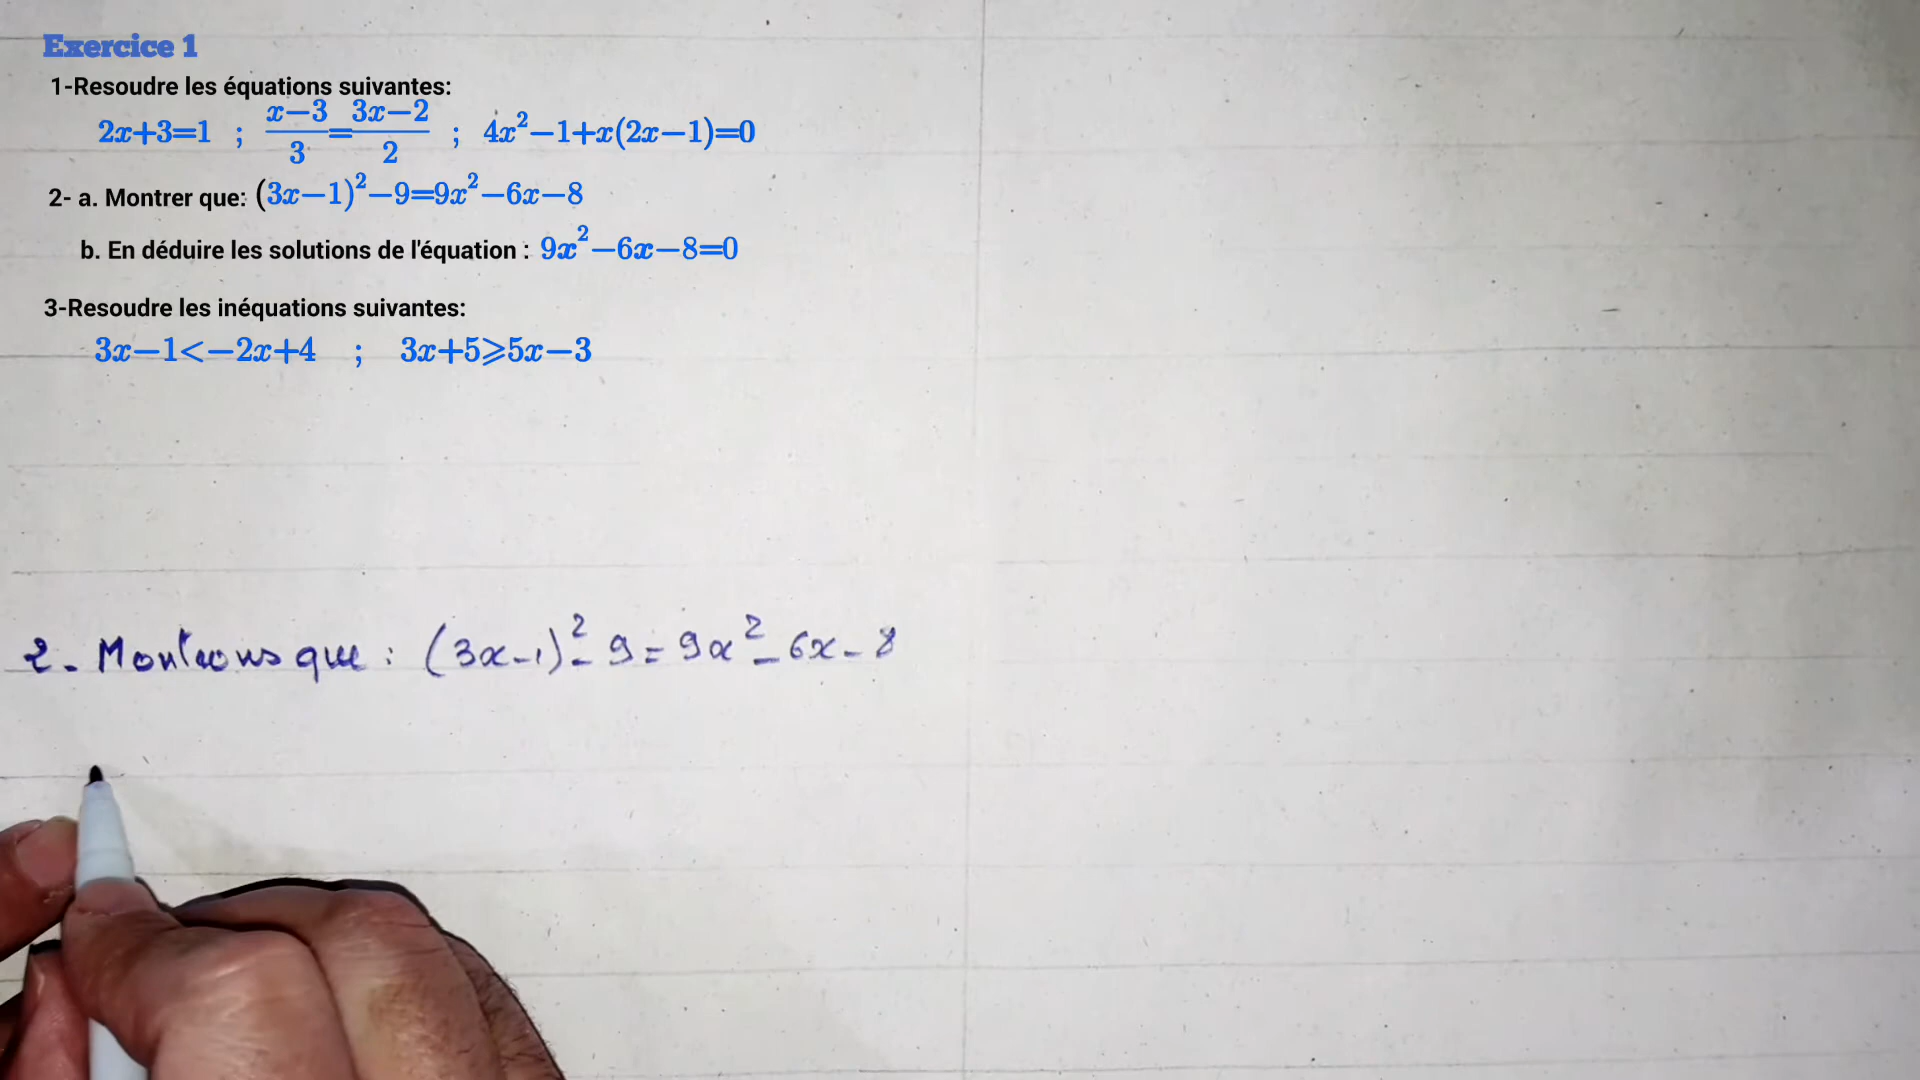 Exercice 1
1-Resoudre les équations suivantes:
2x+3=1 ; \frac{x-3}{3}=\frac{3x-2}{2} ; 4x²-1+x(2x-1)=0
2- a. Montrer que: (3x-1)²-9=9x²-6x-8
b. En déduire les solutions de l'équation : 9x²-6x-8=0
3-Resoudre les inéquations suivantes:
3x-1<-2x+4 ; 3x+5⩾5x-3
2. Montrons que : (3x-1)²-9=9x²-6x-8